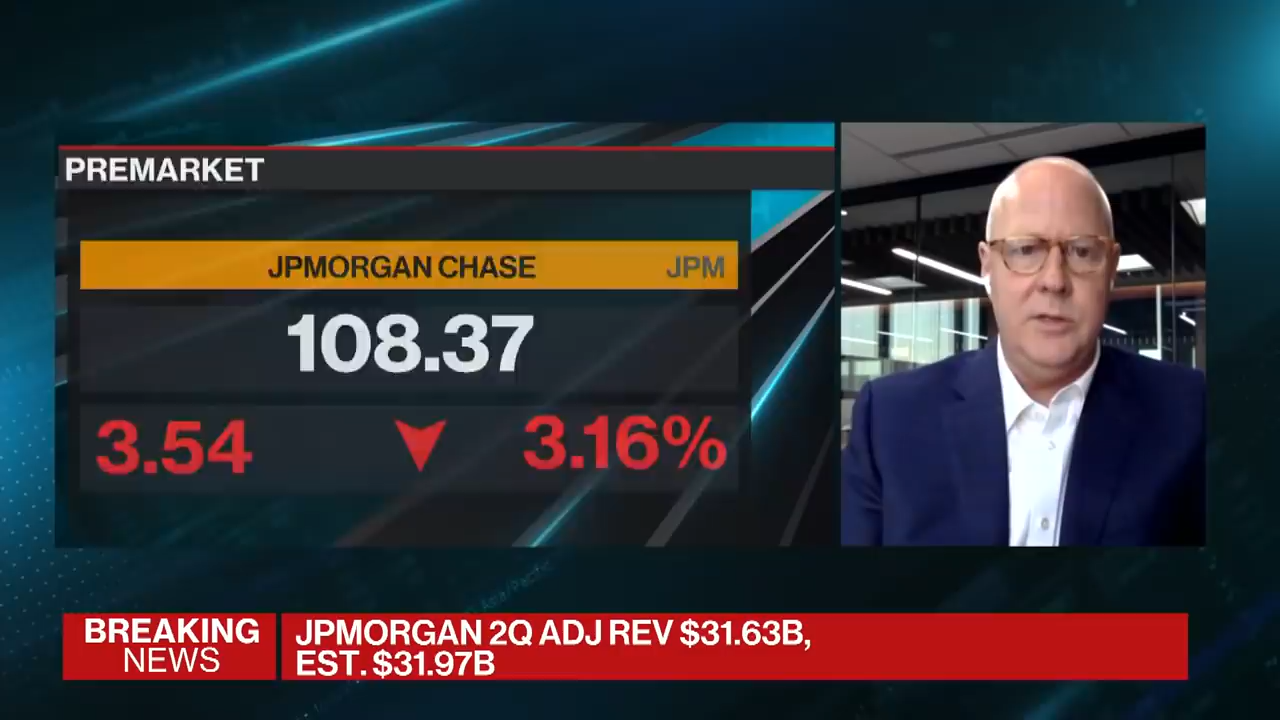 PREMARKET
JPMORGAN CHASE JPM
108.37
3.54 3.16%
BREAKING
NEWS
JPMORGAN 2Q ADJ REV $31.63B,
EST. $31.97B